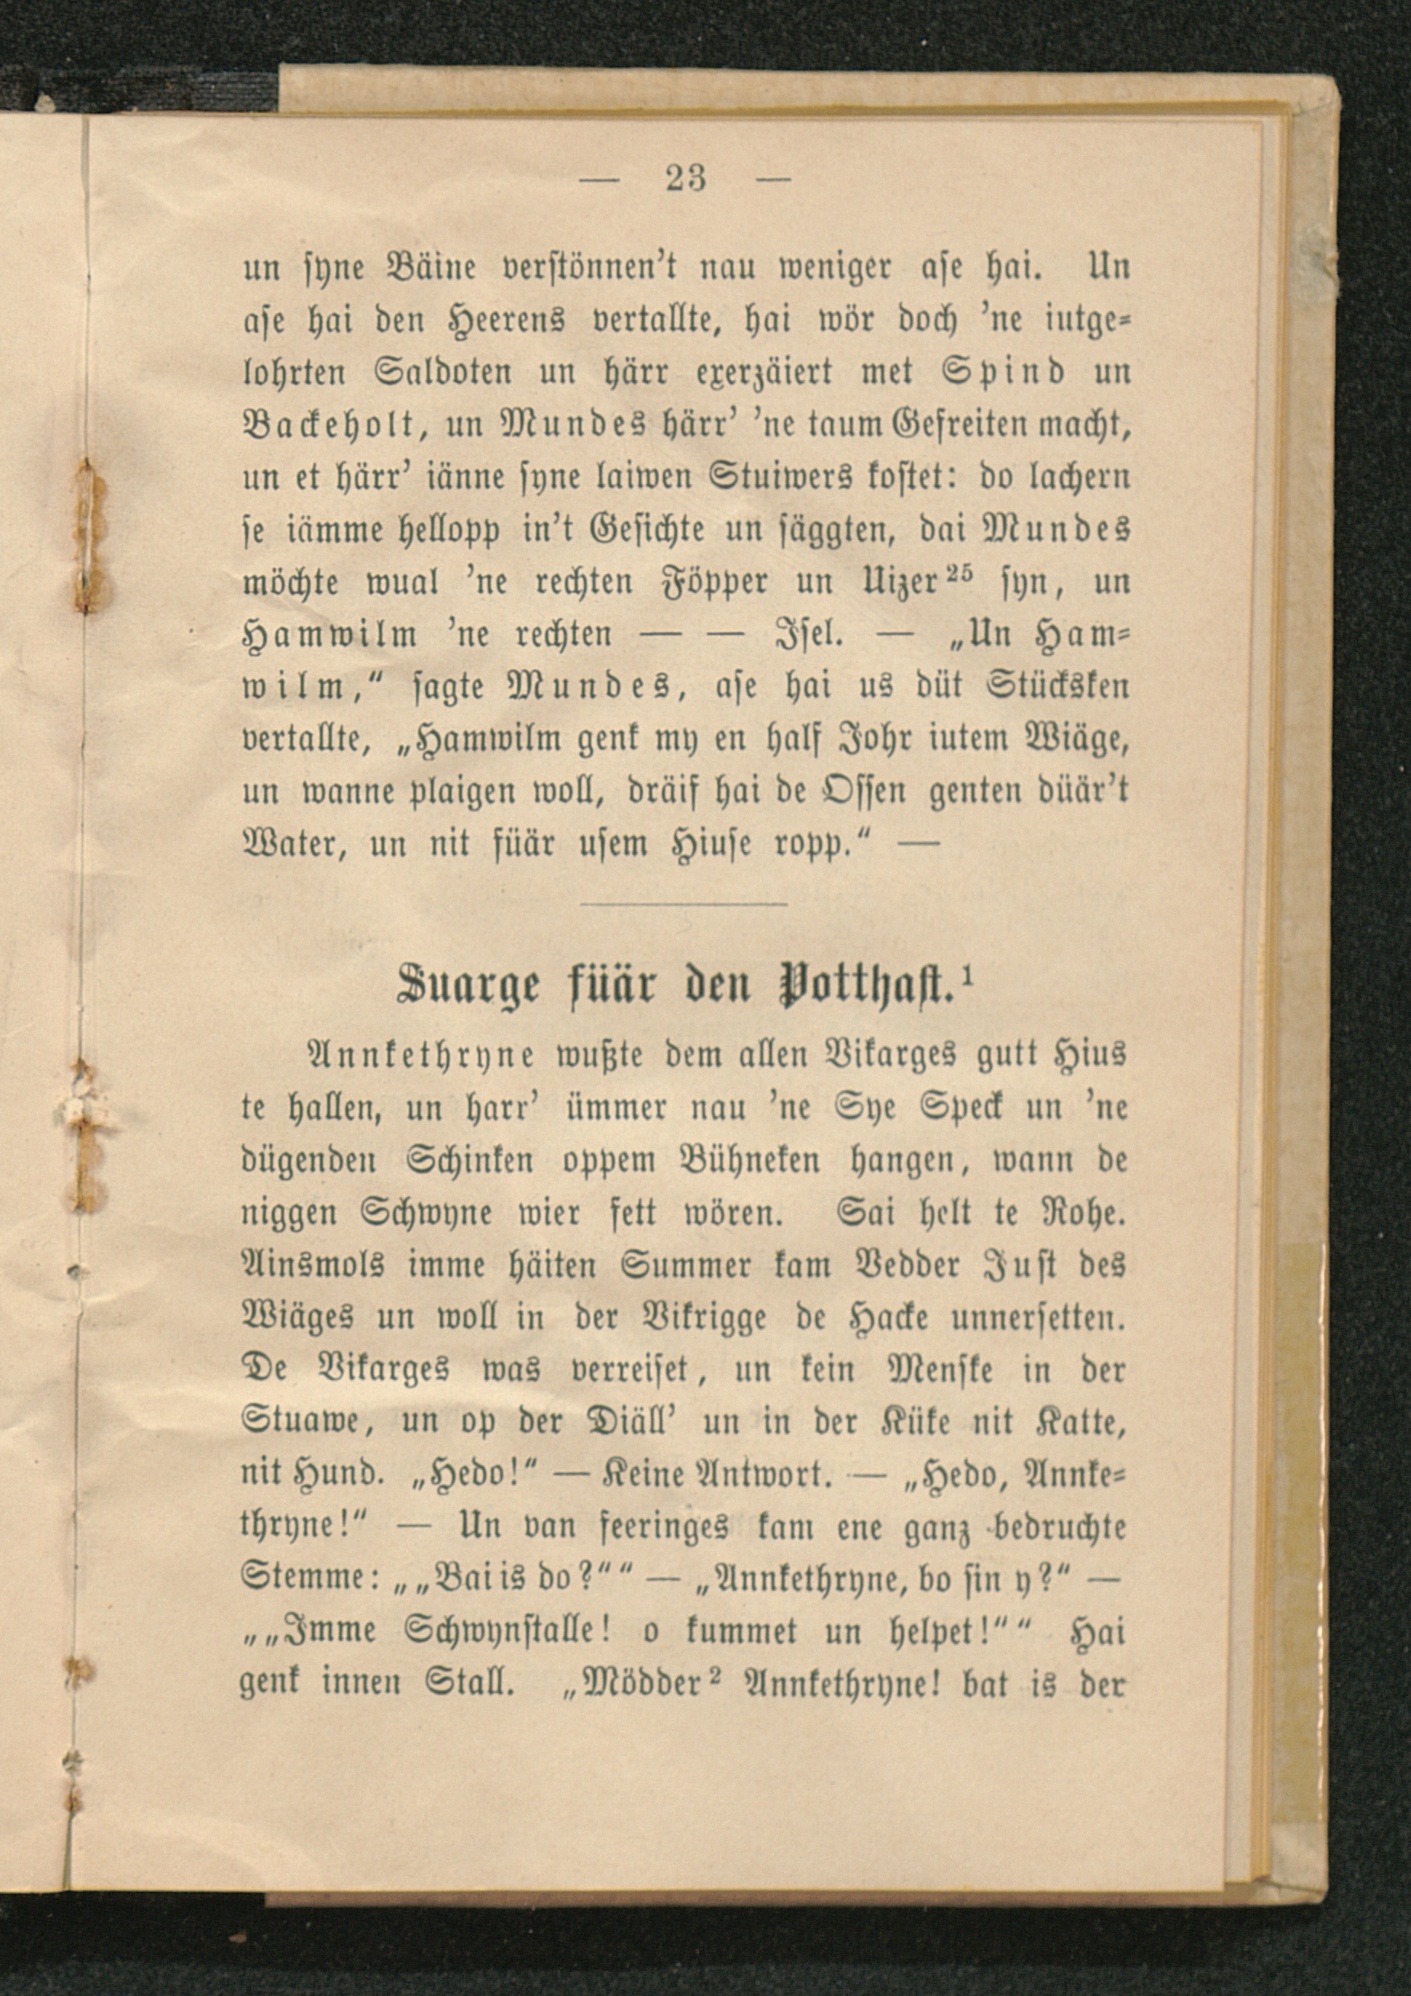 — 23 —
un syne Bäine verstönnen't nau weniger ase hai. Un
ase hai den Heerens vertallte, hai wör doch 'ne iutge-
lohrten Saldoten un härr exerzäiert met Spind un
Backeholt, un Mundes härr' 'ne taum Gefreiten macht,
un et härr' iänne syne laiwen Stuiwers kostet: do lachern
se iämme hellopp in't Gesichte un säggten, dai Mundes
möchte wual 'ne rechten Föpper un Uizer²⁵ syn, un
Hamwilm 'ne rechten — — Isel. — „Un Ham-
wilm,“ sagte Mundes, ase hai us düt Stücksken
vertallte, „Hamwilm genk my en half Johr iutem Wiäge,
un wanne plaigen woll, dräif hai de Ossen genten düär't
Water, un nit füär usem Hiuse ropp.“ —
Suarge füär den Potthast.¹
Annkethryne wußte dem allen Vikarges gutt Hius
te hallen, un harr' ümmer nau 'ne Sye Speck un 'ne
dügenden Schinken oppem Bühneken hangen, wann de
niggen Schwyne wier fett wören. Sai helt te Rohe.
Ainsmols imme häiten Summer kam Vedder Just des
Wiäges un woll in der Vikrigge de Hacke unnersetten.
De Vikarges was verreiset, un kein Menske in der
Stuawe, un op der Diäll' un in der Küke nit Katte,
nit Hund. „Hedo!“ — Keine Antwort. — „Hedo, Annke-
thryne!“ — Un van feeringes kam ene ganz bedruchte
Stemme: „„Bai is do?““ — „Annkethryne, bo sin y?“ —
„„Imme Schwynstalle! o kummet un helpet!““ Hai
genk innen Stall. „Mödder² Annkethryne! bat is der